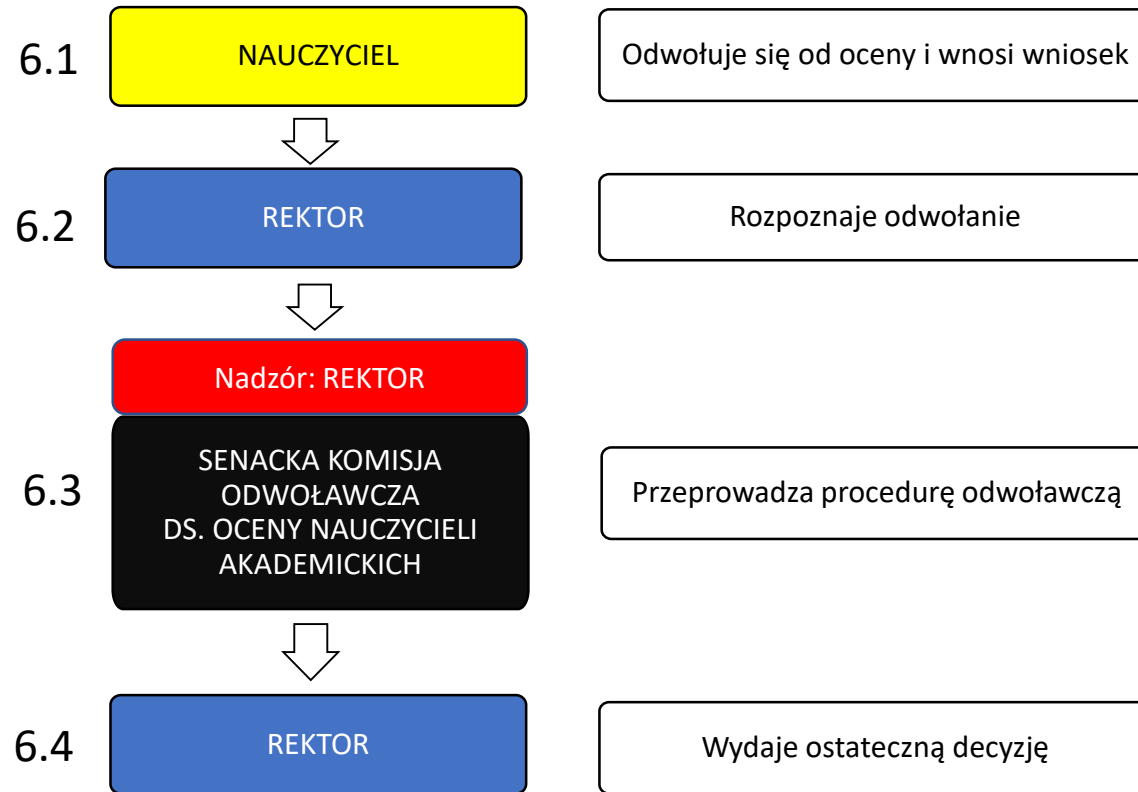 6.1
NAUCZYCIEL
Odwołuje się od oceny i wnosi wniosek
6.2
REKTOR
Rozpoznaje odwołanie
Nadzór: REKTOR
6.3
SENACKA KOMISJA
ODWOŁAWCZA
DS. OCENY NAUCZYCIELI
AKADEMICKICH
Przeprowadza procedurę odwoławczą
6.4
REKTOR
Wydaje ostateczną decyzję